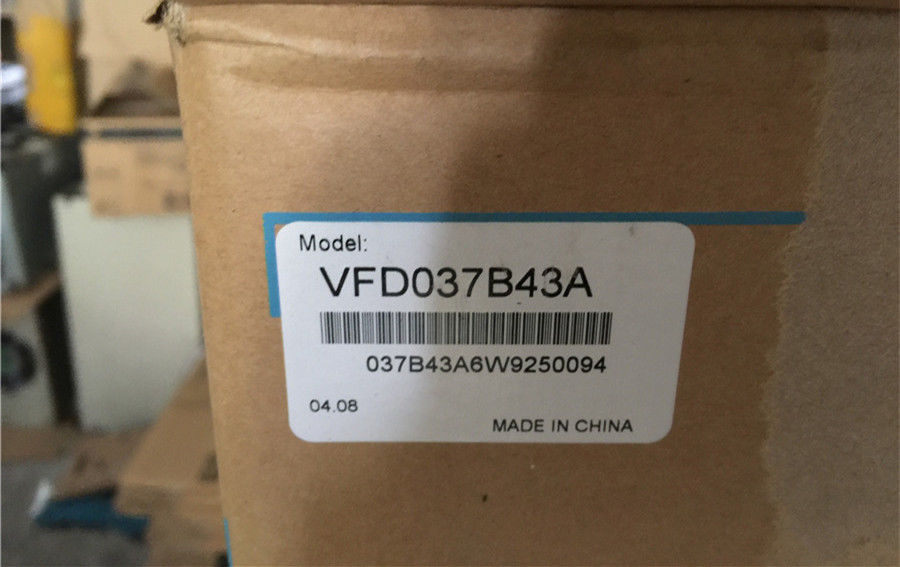 Model:
VFD037B43A
037B43A6W9250094
04.08
MADE IN CHINA